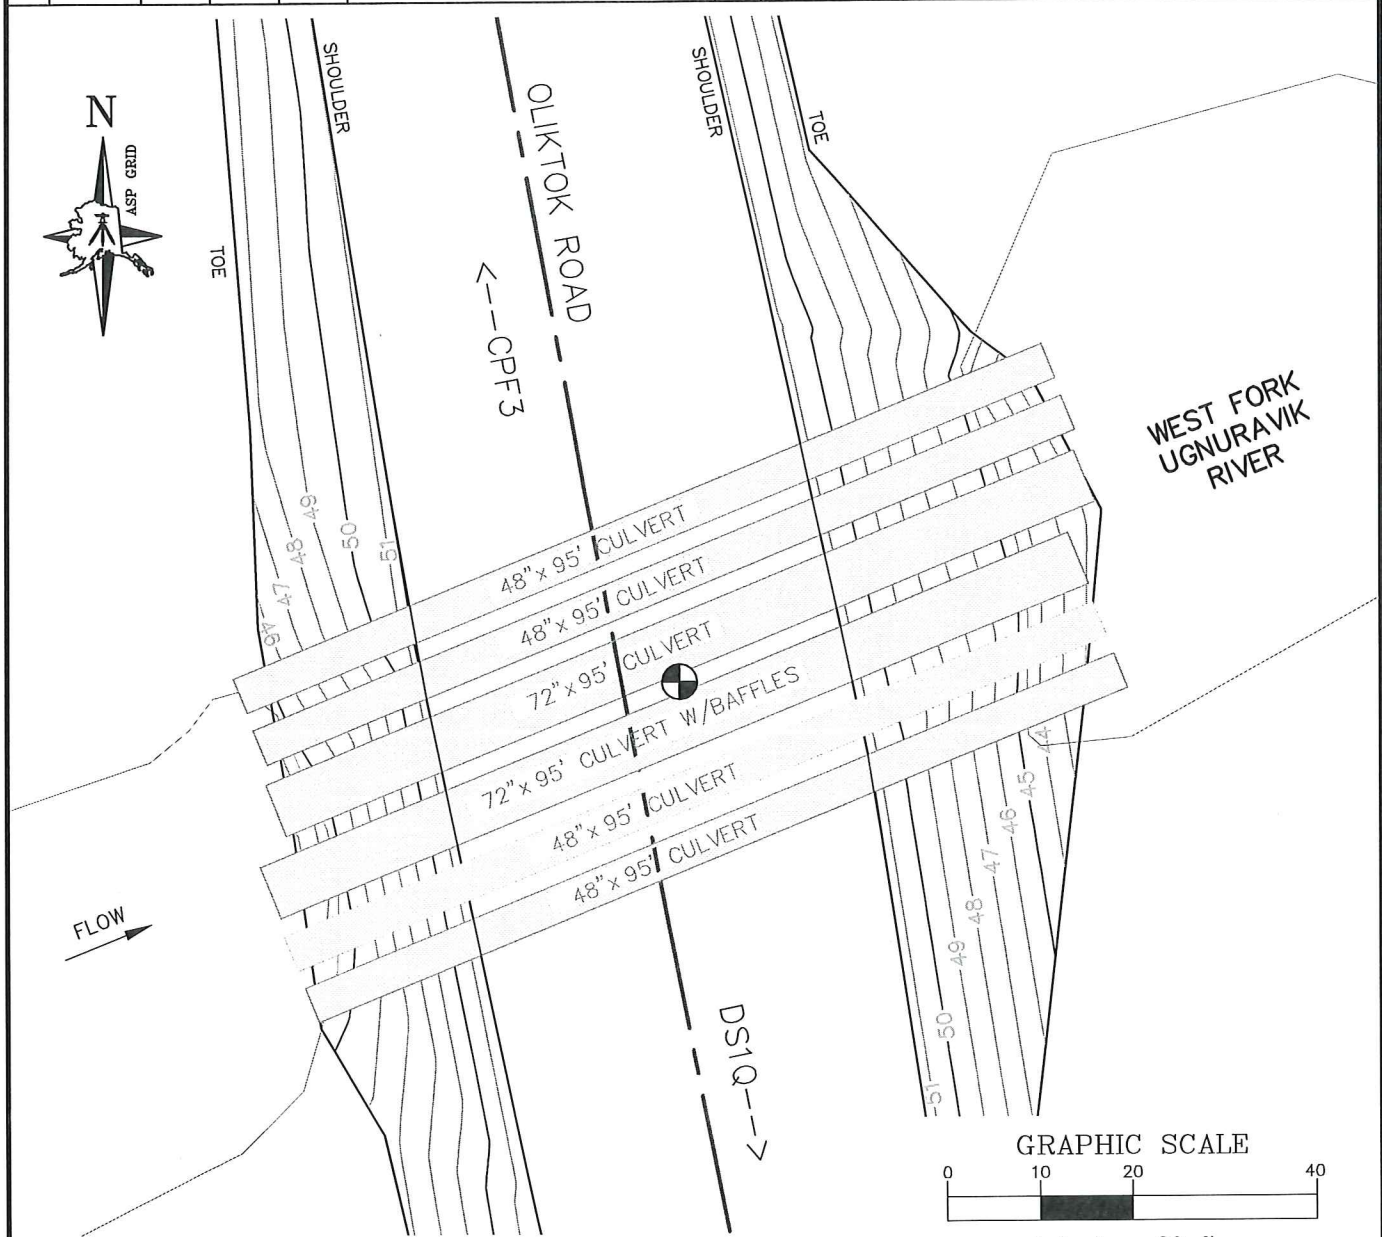 SHOULDER
SHOULDER
OLIKTOK ROAD
N
ASP GRID
TOE
TOE
<--CPF3
WEST FORK
UGNURAVIK
RIVER
49
48
50
51
47
46
48"x 95' CULVERT
48"x 95' CULVERT
72"x 95' CULVERT
72"x 95' CULVERT W/BAFFLES
48"x 95' CULVERT
48"x 95' CULVERT
44
45
46
47
48
49
50
51
FLOW
DS1Q-->
GRAPHIC SCALE
0 10 20 40